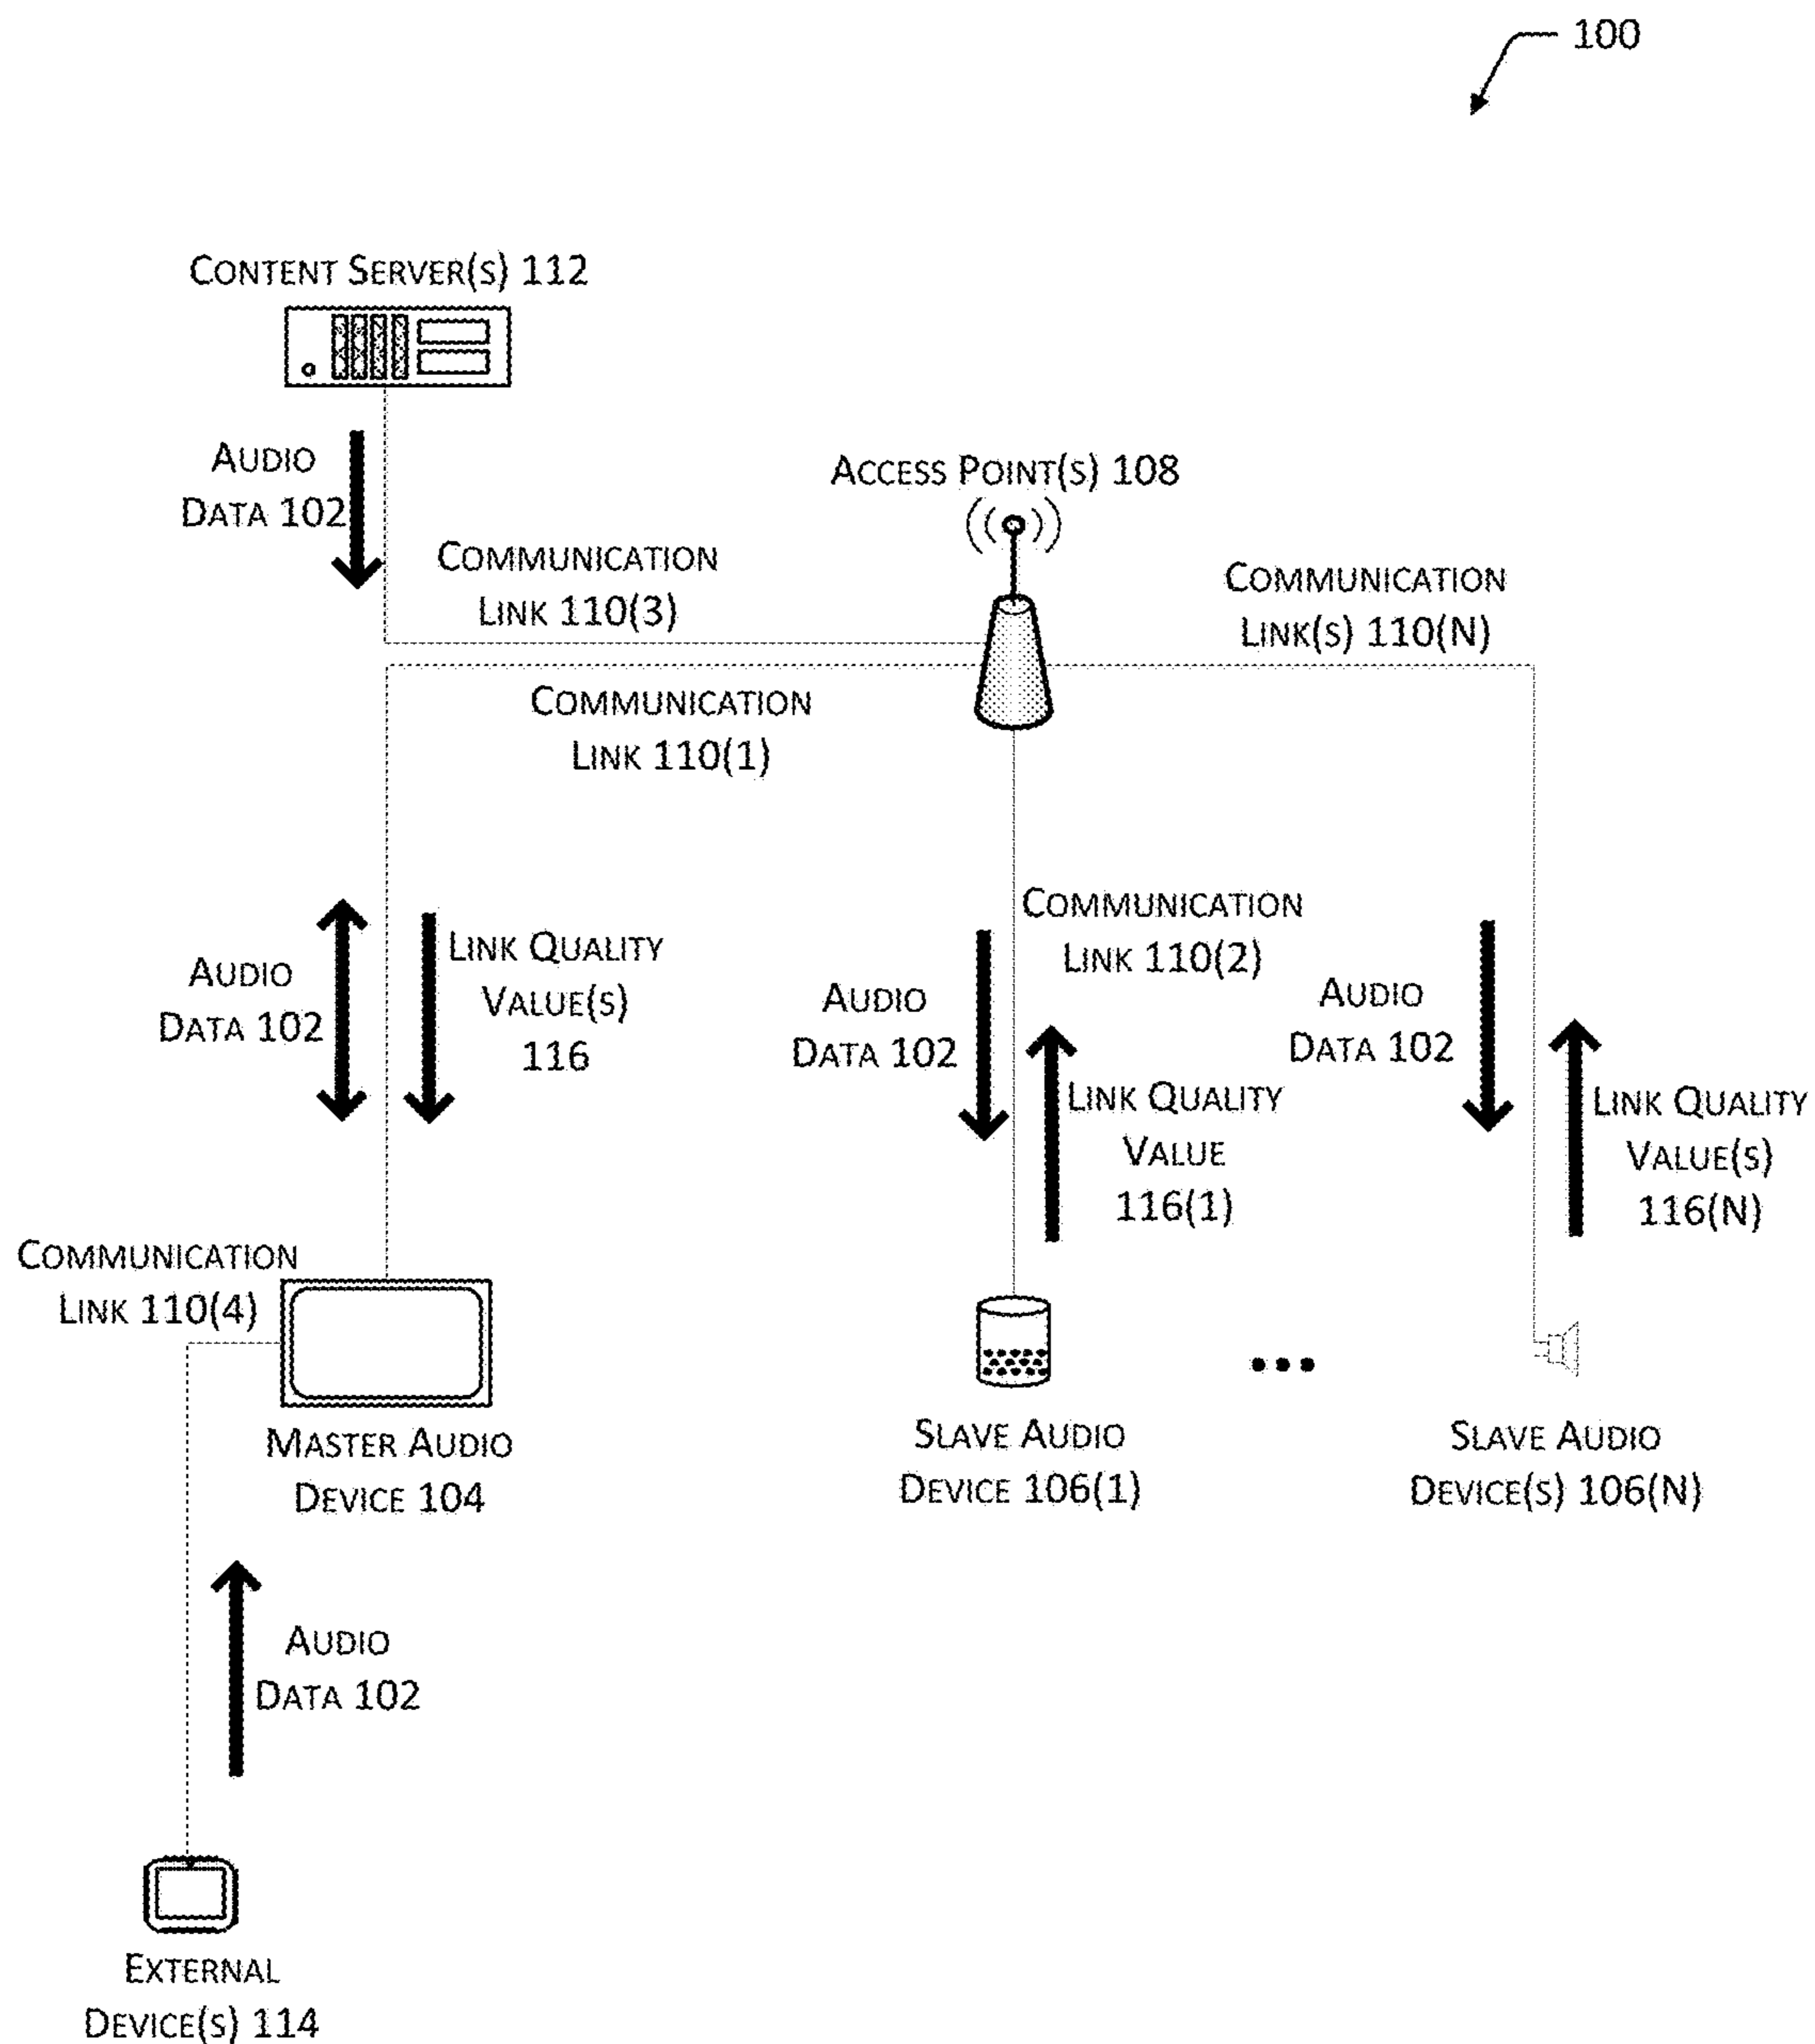 100
CONTENT SERVER(S) 112
AUDIO
DATA 102
ACCESS POINT(S) 108
COMMUNICATION
LINK 110(3)
COMMUNICATION
LINK(S) 110(N)
COMMUNICATION
LINK 110(1)
AUDIO
DATA 102
LINK QUALITY
VALUE(S)
116
COMMUNICATION
LINK 110(2)
AUDIO
DATA 102
LINK QUALITY
VALUE
116(1)
AUDIO
DATA 102
LINK QUALITY
VALUE(S)
116(N)
COMMUNICATION
LINK 110(4)
MASTER AUDIO
DEVICE 104
SLAVE AUDIO
DEVICE 106(1)
SLAVE AUDIO
DEVICE(S) 106(N)
AUDIO
DATA 102
EXTERNAL
DEVICE(S) 114